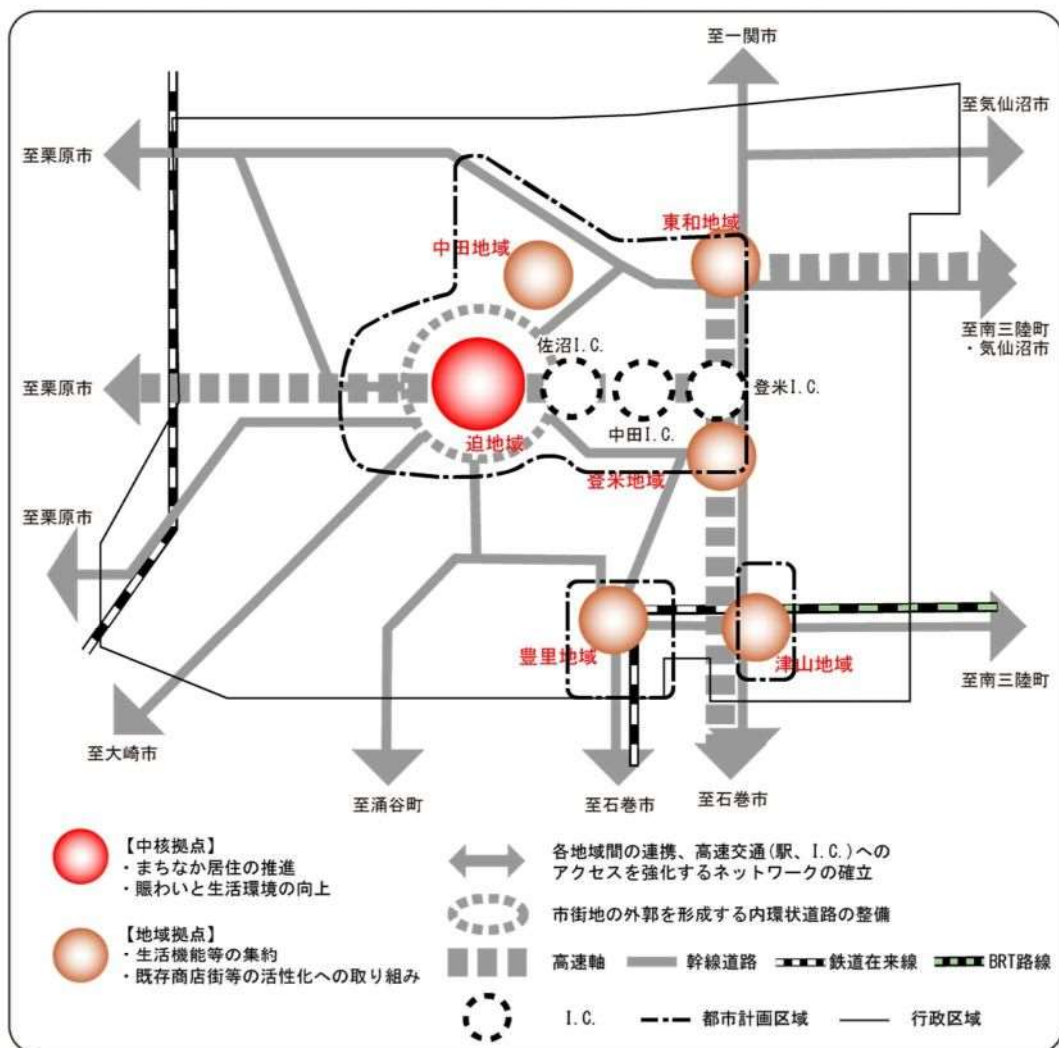 至一関市
至気仙沼市
至栗原市
東和地域
中田地域
至南三陸町
・気仙沼市
佐沼I.C.
至栗原市
登米I.C.
中田I.C.
迫地域
登米地域
至栗原市
豊里地域
津山地域
至南三陸町
至大崎市
至涌谷町
至石巻市
至石巻市
【中核拠点】
・まちなか居住の推進
・賑わいと生活環境の向上
各地域間の連携、高速交通(駅、I.C.)への
アクセスを強化するネットワークの確立
市街地の外郭を形成する内環状道路の整備
【地域拠点】
・生活機能等の集約
・既存商店街等の活性化への取り組み
高速軸 幹線道路 鉄道在来線 BRT路線
I.C. 都市計画区域 行政区域